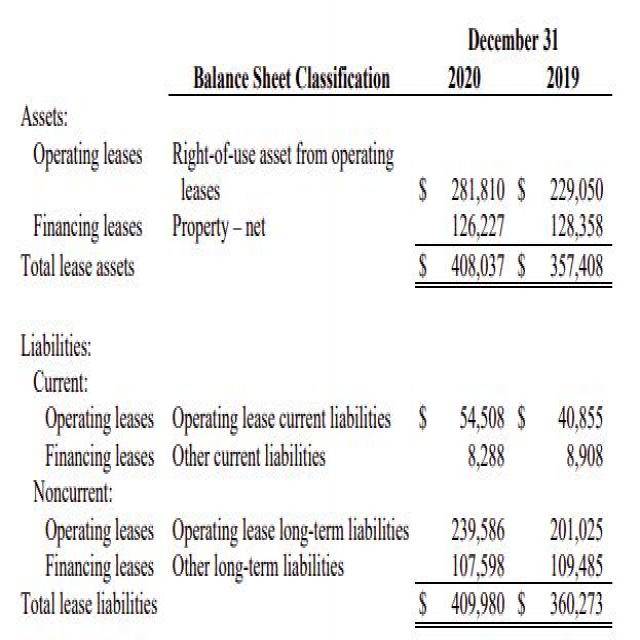 December 31
Balance Sheet Classification 2020 2019
Assets:
Operating leases Right-of-use asset from operating
leases $ 281,810 $ 229,050
Financing leases Property – net 126,227 128,358
Total lease assets $ 408,037 $ 357,408
Liabilities:
Current:
Operating leases Operating lease current liabilities $ 54,508 $ 40,855
Financing leases Other current liabilities 8,288 8,908
Noncurrent:
Operating leases Operating lease long-term liabilities 239,586 201,025
Financing leases Other long-term liabilities 107,598 109,485
Total lease liabilities $ 409,980 $ 360,273